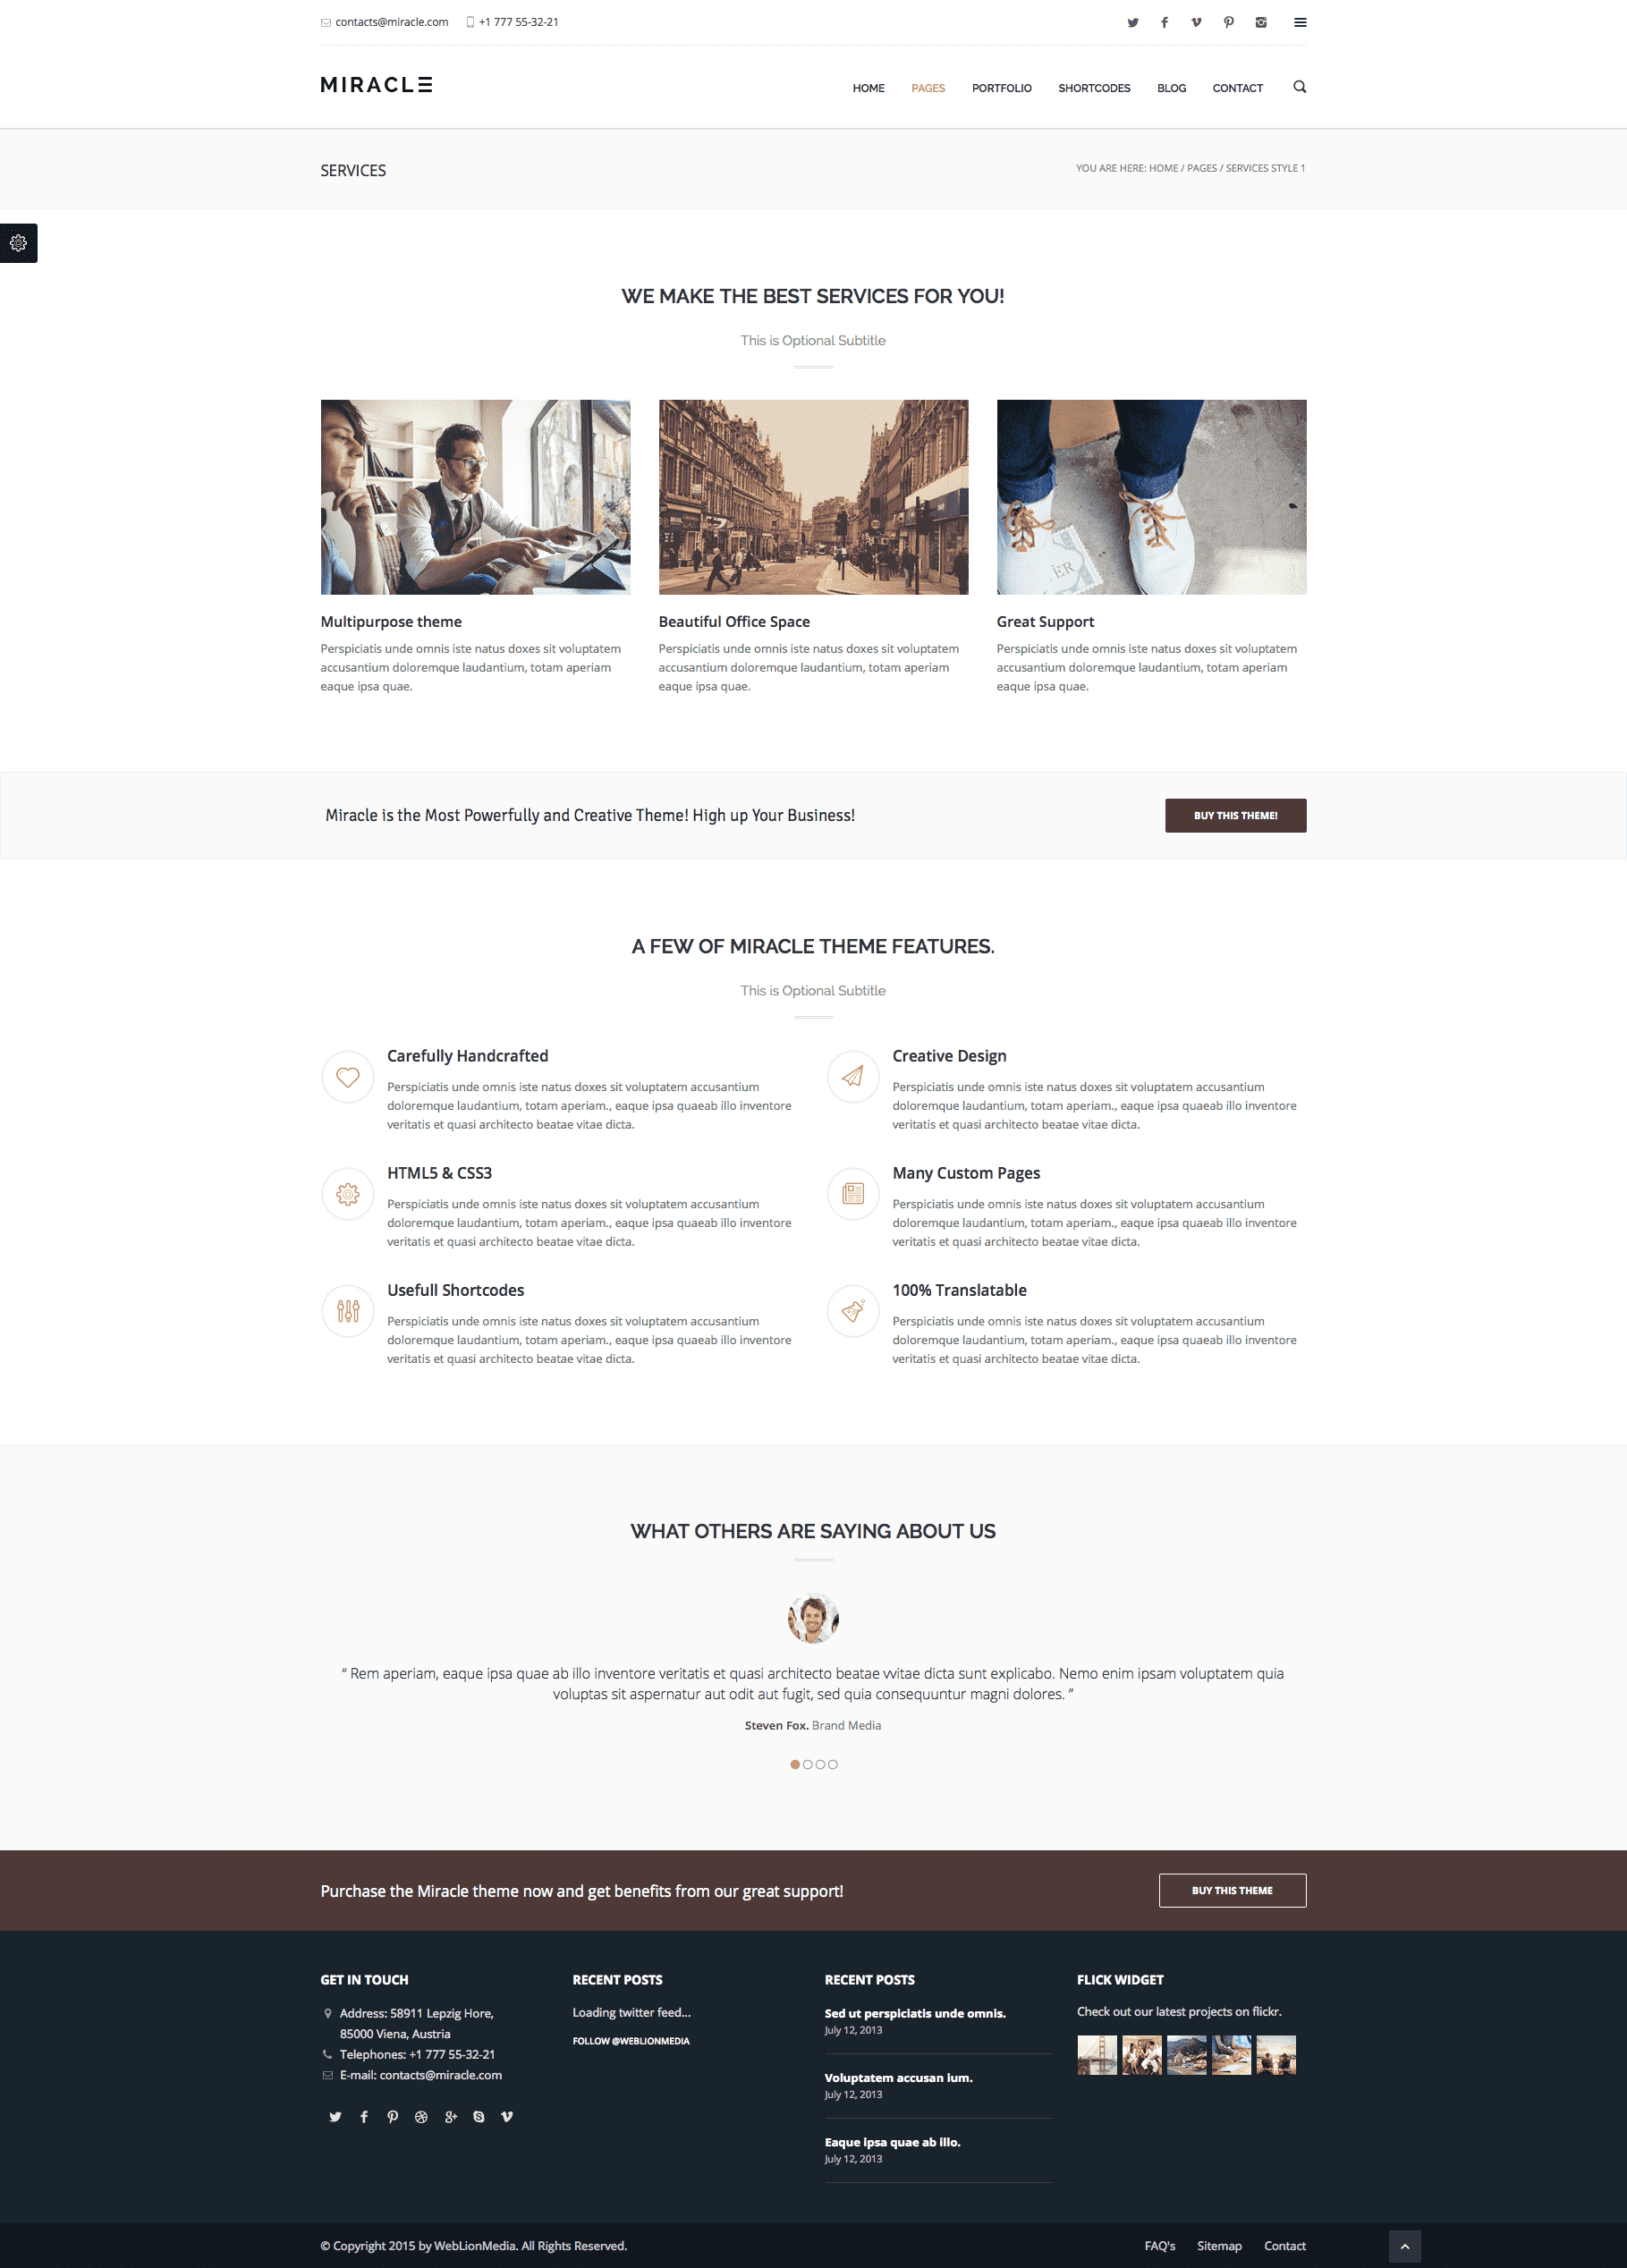 contacts@miracle.com +1 777 55-32-21
MIRACLE
HOME PAGES PORTFOLIO SHORTCODES BLOG CONTACT
SERVICES
YOU ARE HERE: HOME / PAGES / SERVICES STYLE 1
WE MAKE THE BEST SERVICES FOR YOU!
This is Optional Subtitle
Multipurpose theme
Perspiciatis unde omnis iste natus doxes sit voluptatem
accusantium doloremque laudantium, totam aperiam
eaque ipsa quae.
Beautiful Office Space
Perspiciatis unde omnis iste natus doxes sit voluptatem
accusantium doloremque laudantium, totam aperiam
eaque ipsa quae.
Great Support
Perspiciatis unde omnis iste natus doxes sit voluptatem
accusantium doloremque laudantium, totam aperiam
eaque ipsa quae.
Miracle is the Most Powerfully and Creative Theme! High up Your Business!
BUY THIS THEME!
A FEW OF MIRACLE THEME FEATURES.
This is Optional Subtitle
Carefully Handcrafted
Perspiciatis unde omnis iste natus doxes sit voluptatem accusantium
doloremque laudantium, totam aperiam., eaque ipsa quaeab illo inventore
veritatis et quasi architecto beatae vitae dicta.
Creative Design
Perspiciatis unde omnis iste natus doxes sit voluptatem accusantium
doloremque laudantium, totam aperiam., eaque ipsa quaeab illo inventore
veritatis et quasi architecto beatae vitae dicta.
HTML5 & CSS3
Perspiciatis unde omnis iste natus doxes sit voluptatem accusantium
doloremque laudantium, totam aperiam., eaque ipsa quaeab illo inventore
veritatis et quasi architecto beatae vitae dicta.
Many Custom Pages
Perspiciatis unde omnis iste natus doxes sit voluptatem accusantium
doloremque laudantium, totam aperiam., eaque ipsa quaeab illo inventore
veritatis et quasi architecto beatae vitae dicta.
Usefull Shortcodes
Perspiciatis unde omnis iste natus doxes sit voluptatem accusantium
doloremque laudantium, totam aperiam., eaque ipsa quaeab illo inventore
veritatis et quasi architecto beatae vitae dicta.
100% Translatable
Perspiciatis unde omnis iste natus doxes sit voluptatem accusantium
doloremque laudantium, totam aperiam., eaque ipsa quaeab illo inventore
veritatis et quasi architecto beatae vitae dicta.
WHAT OTHERS ARE SAYING ABOUT US
“ Rem aperiam, eaque ipsa quae ab illo inventore veritatis et quasi architecto beatae vvitae dicta sunt explicabo. Nemo enim ipsam voluptatem quia
voluptas sit aspernatur aut odit aut fugit, sed quia consequuntur magni dolores. ”
Steven Fox. Brand Media
Purchase the Miracle theme now and get benefits from our great support!
BUY THIS THEME
GET IN TOUCH
Address: 58911 Lepzig Hore,
85000 Viena, Austria
Telephones: +1 777 55-32-21
E-mail: contacts@miracle.com
RECENT POSTS
Loading twitter feed...
FOLLOW @WEBLIONMEDIA
RECENT POSTS
Sed ut perspiciatis unde omnis.
July 12, 2013
Voluptatem accusan ium.
July 12, 2013
Eaque ipsa quae ab illo.
July 12, 2013
FLICK WIDGET
Check out our latest projects on flickr.
© Copyright 2015 by WebLionMedia. All Rights Reserved.
FAQ's Sitemap Contact